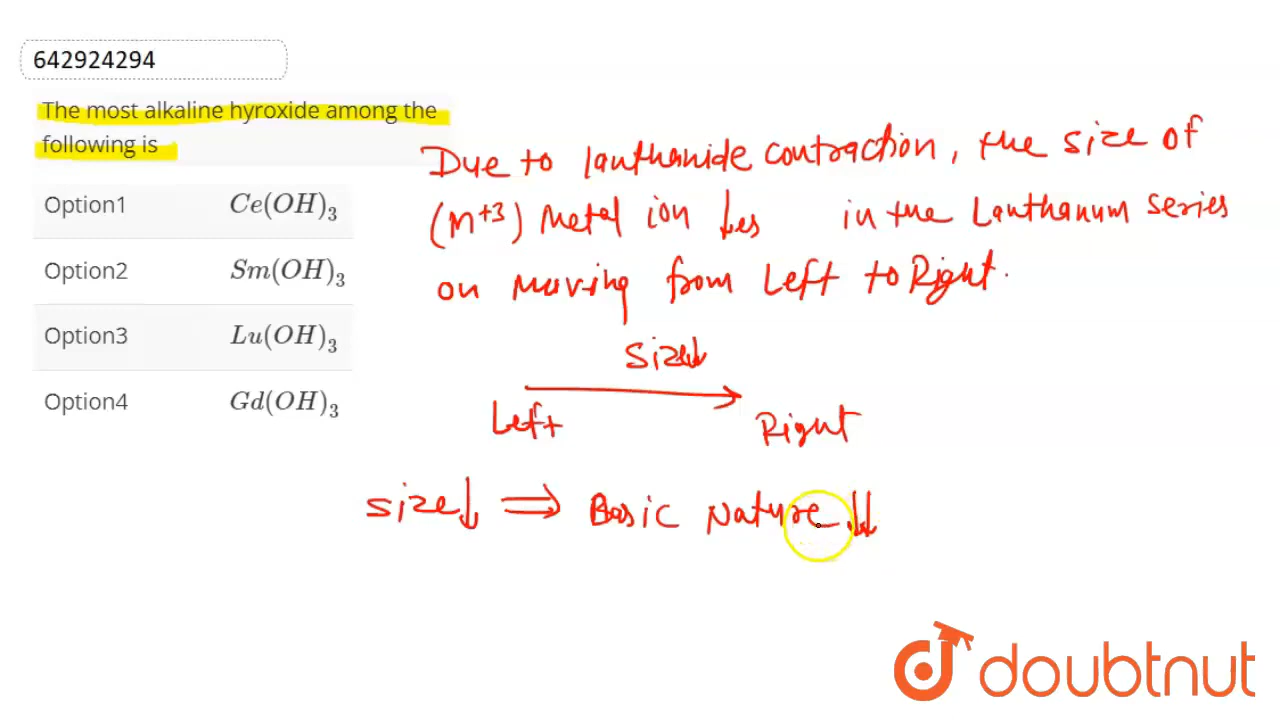 642924294
The most alkaline hyroxide among the
following is
Option1 Ce(OH)₃
Option2 Sm(OH)₃
Option3 Lu(OH)₃
Option4 Gd(OH)₃
Due to lanthanide contraction, the size of
(M⁺³) Metal ion ↓es in the Lanthanum series
on moving from Left to Right.
size↓
Left Right
size↓ ⟹ Basic Nature ↓↓
doubtnut